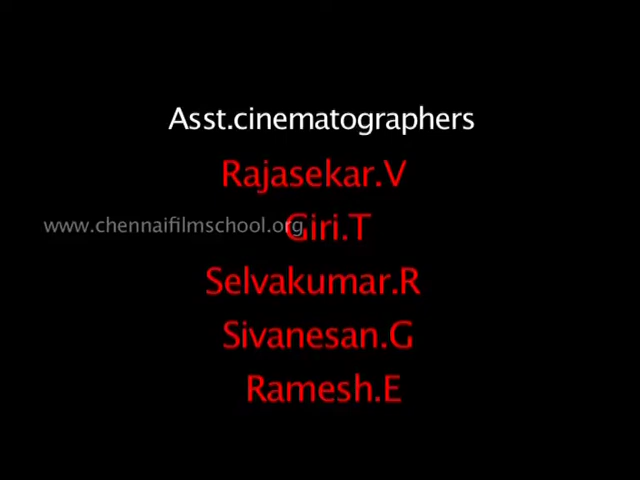 Asst.cinematographers
Rajasekar.V
www.chennaifilmschool.org
Giri.T
Selvakumar.R
Sivanesan.G
Ramesh.E